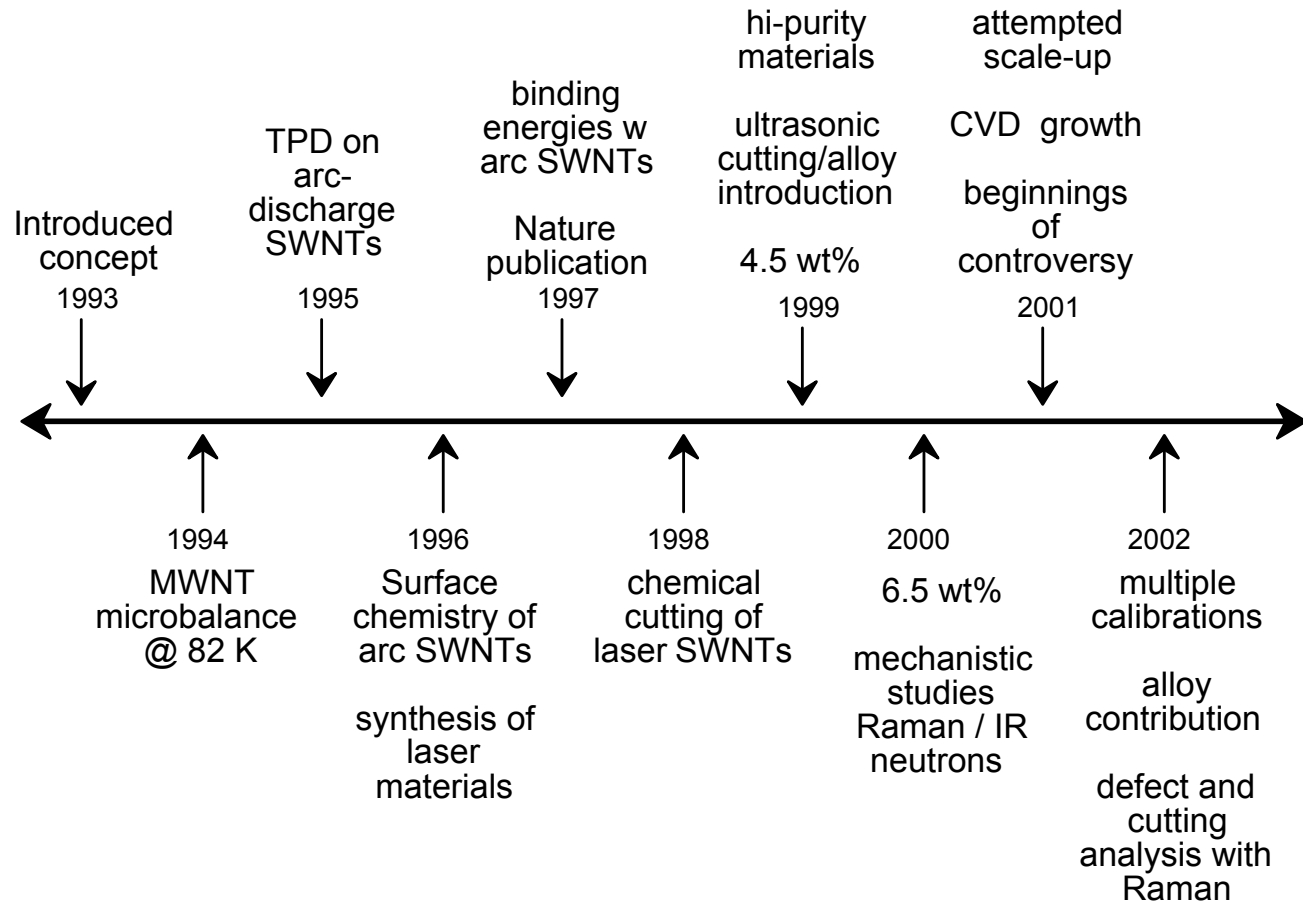 Introduced
concept
1993
TPD on
arc-
discharge
SWNTs
1995
binding
energies w
arc SWNTs
Nature
publication
1997
hi-purity
materials
ultrasonic
cutting/alloy
introduction
4.5 wt%
1999
attempted
scale-up
CVD growth
beginnings
of
controversy
2001
1994
MWNT
microbalance
@ 82 K
1996
Surface
chemistry of
arc SWNTs
synthesis of
laser
materials
1998
chemical
cutting of
laser SWNTs
2000
6.5 wt%
mechanistic
studies
Raman / IR
neutrons
2002
multiple
calibrations
alloy
contribution
defect and
cutting
analysis with
Raman